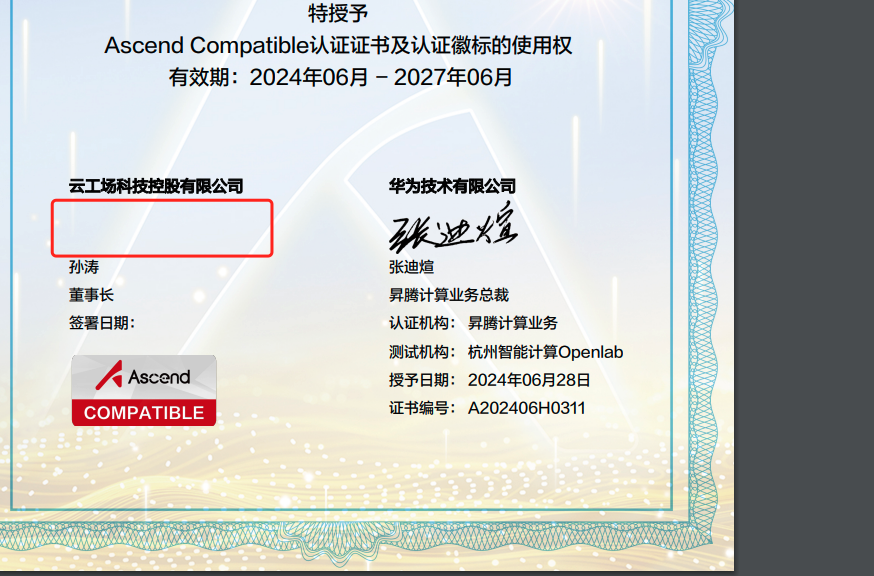 特授予
Ascend Compatible认证证书及认证徽标的使用权
有效期：2024年06月 – 2027年06月
云工场科技控股有限公司
孙涛
董事长
签署日期：
Ascend
COMPATIBLE
华为技术有限公司
张迪煊
张迪煊
昇腾计算业务总裁
认证机构： 昇腾计算业务
测试机构： 杭州智能计算Openlab
授予日期： 2024年06月28日
证书编号： A202406H0311